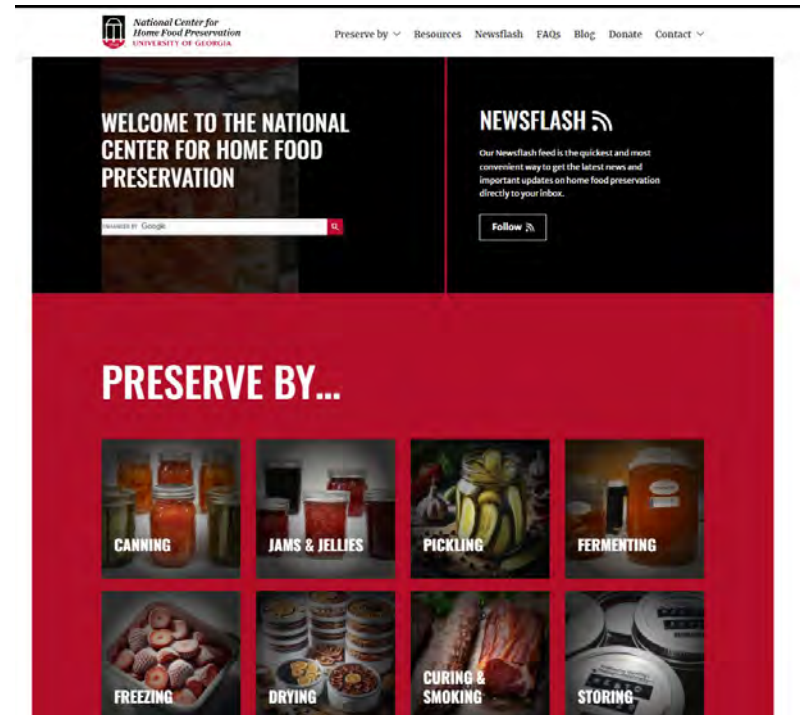 National Center for
Home Food Preservation
UNIVERSITY OF GEORGIA
Preserve by Resources Newsflash FAQs Blog Donate Contact
WELCOME TO THE NATIONAL
CENTER FOR HOME FOOD
PRESERVATION
Google
NEWSFLASH
Our Newsflash feed is the quickest and most
convenient way to get the latest news and
important updates on home food preservation
directly to your inbox.
Follow
PRESERVE BY...
CANNING
JAMS & JELLIES
PICKLING
FERMENTING
FREEZING
DRYING
CURING &
SMOKING
STORING